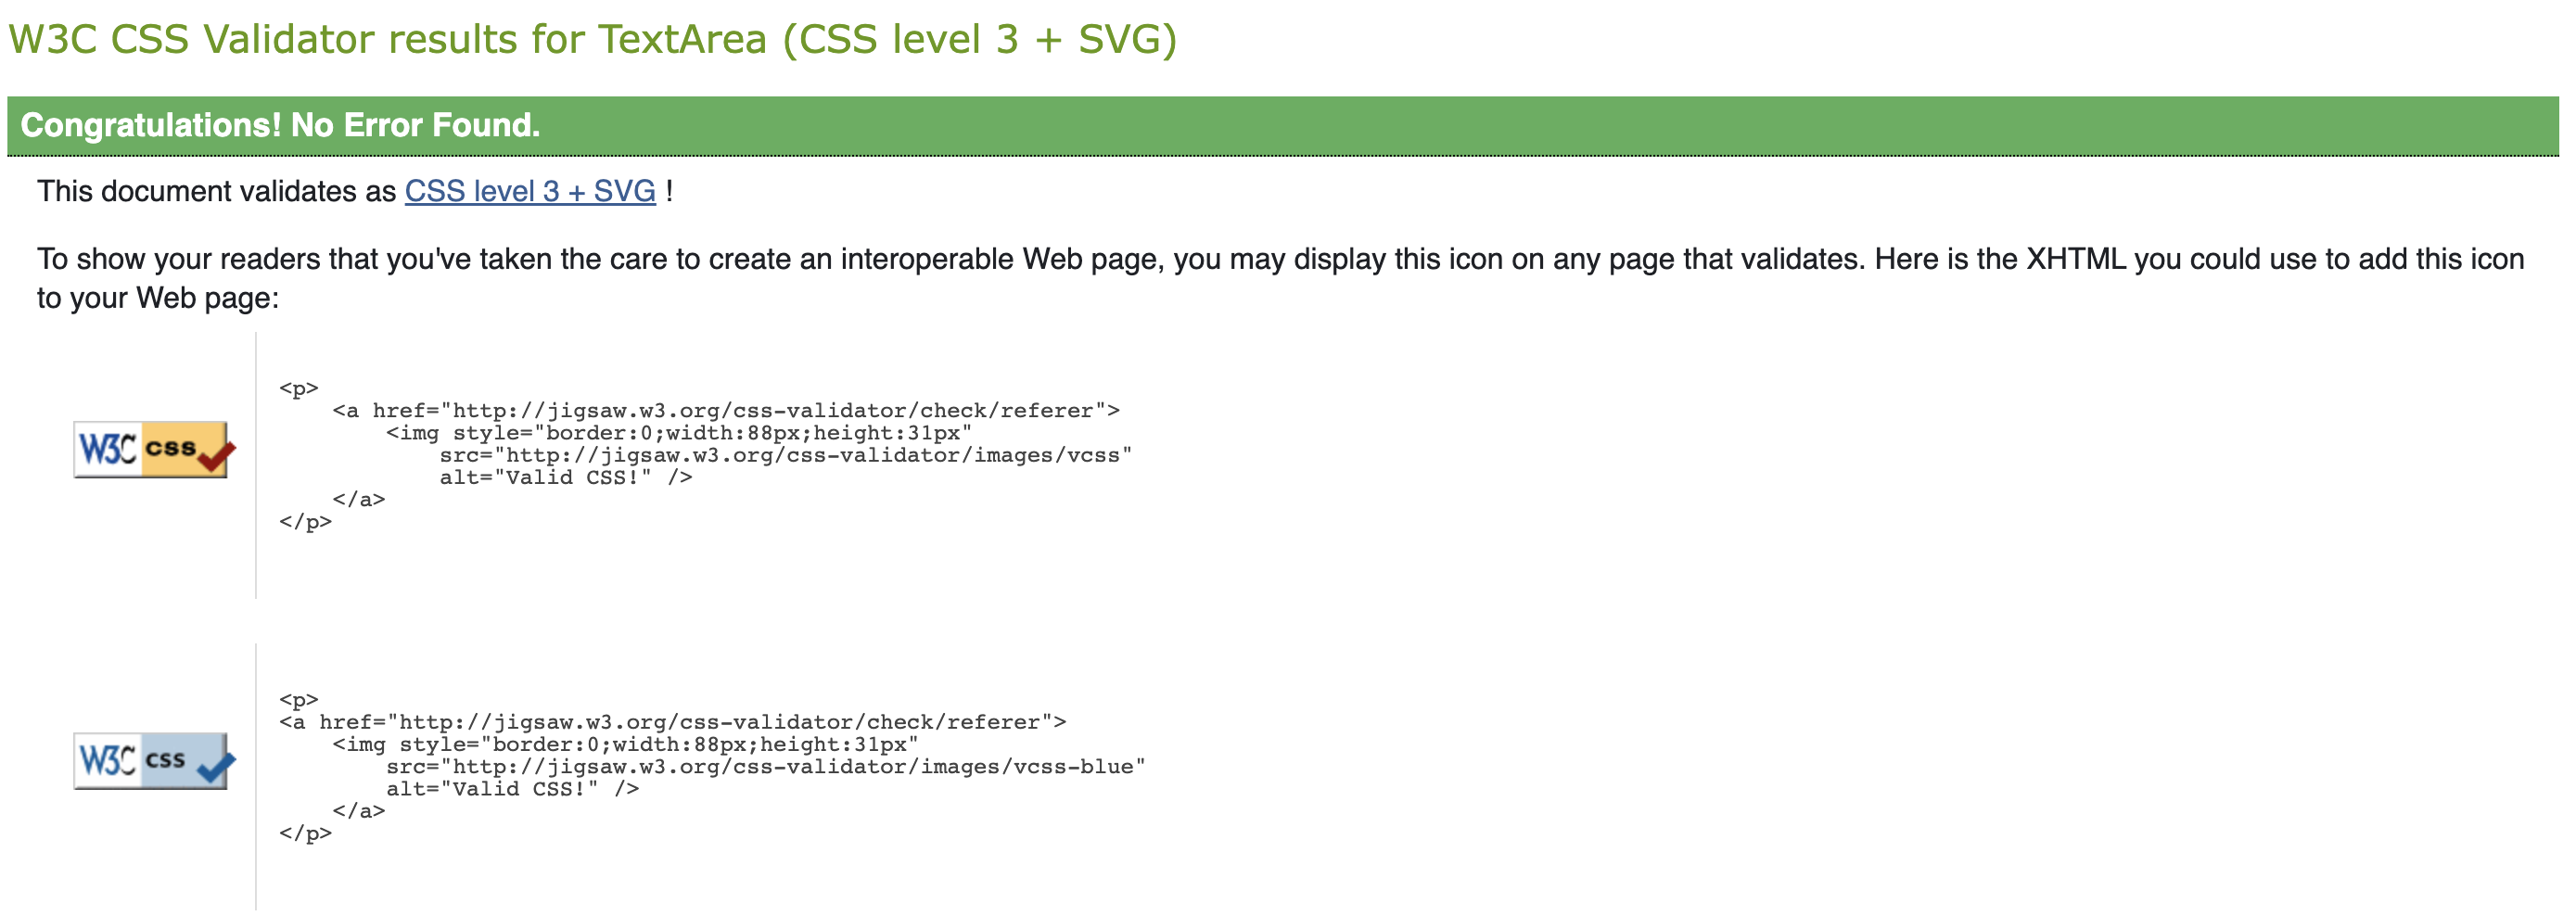 W3C CSS Validator results for TextArea (CSS level 3 + SVG)
Congratulations! No Error Found.
This document validates as CSS level 3 + SVG !
To show your readers that you've taken the care to create an interoperable Web page, you may display this icon on any page that validates. Here is the XHTML you could use to add this icon
to your Web page:
W3C css
<p>
    <a href="http://jigsaw.w3.org/css-validator/check/referer">
        <img style="border:0;width:88px;height:31px"
            src="http://jigsaw.w3.org/css-validator/images/vcss"
            alt="Valid CSS!" />
    </a>
</p>
W3C css
<p>
<a href="http://jigsaw.w3.org/css-validator/check/referer">
    <img style="border:0;width:88px;height:31px"
        src="http://jigsaw.w3.org/css-validator/images/vcss-blue"
        alt="Valid CSS!" />
    </a>
</p>